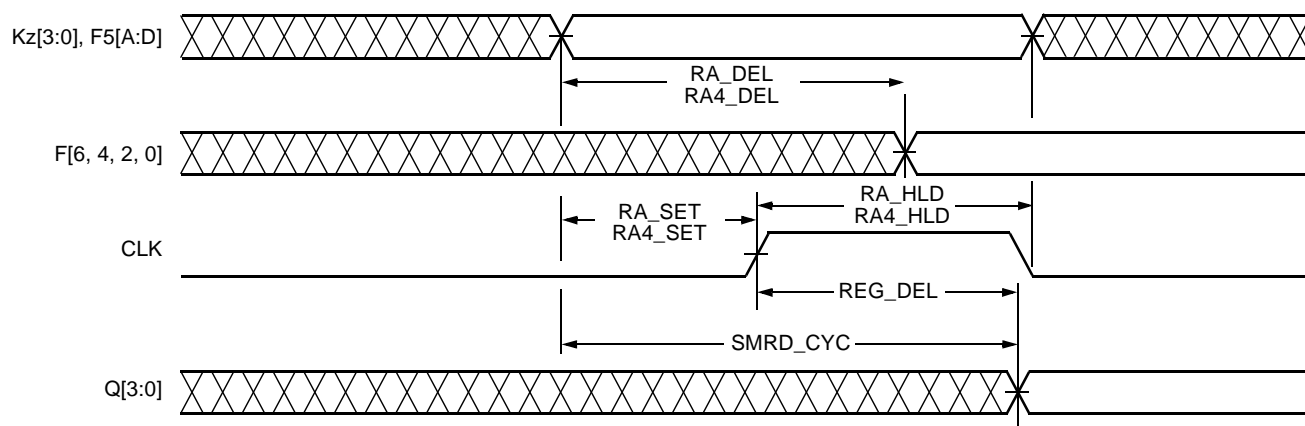 Kz[3:0], F5[A:D]
RA_DEL
RA4_DEL
F[6, 4, 2, 0]
RA_SET
RA4_SET
RA_HLD
RA4_HLD
CLK
REG_DEL
SMRD_CYC
Q[3:0]